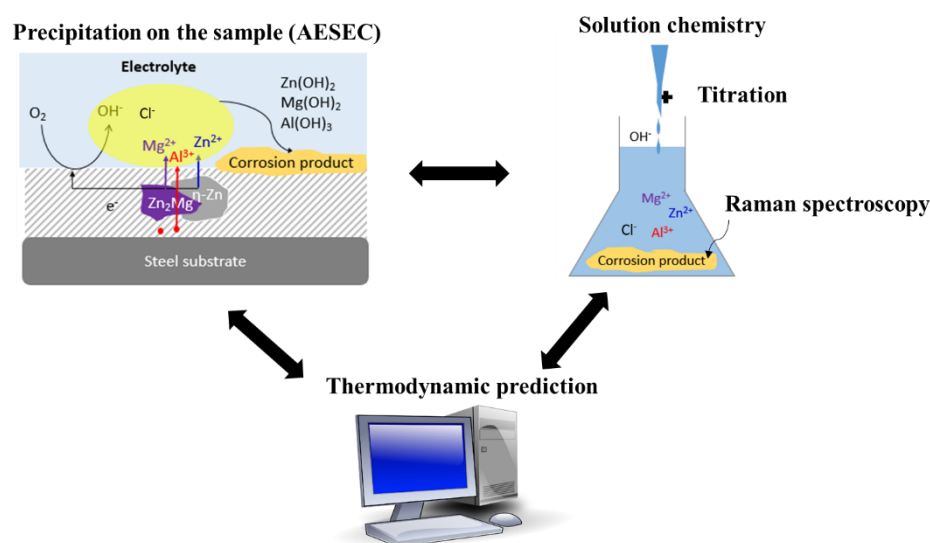 Precipitation on the sample (AESEC)
Electrolyte
O₂
OH⁻
Cl⁻
Zn(OH)₂
Mg(OH)₂
Al(OH)₃
Mg²⁺
Al³⁺
Zn²⁺
Corrosion product
e⁻
Zn₂Mg
η-Zn
Steel substrate
Solution chemistry
Titration
OH⁻
Mg²⁺
Zn²⁺
Cl⁻
Al³⁺
Raman spectroscopy
Corrosion product
Thermodynamic prediction